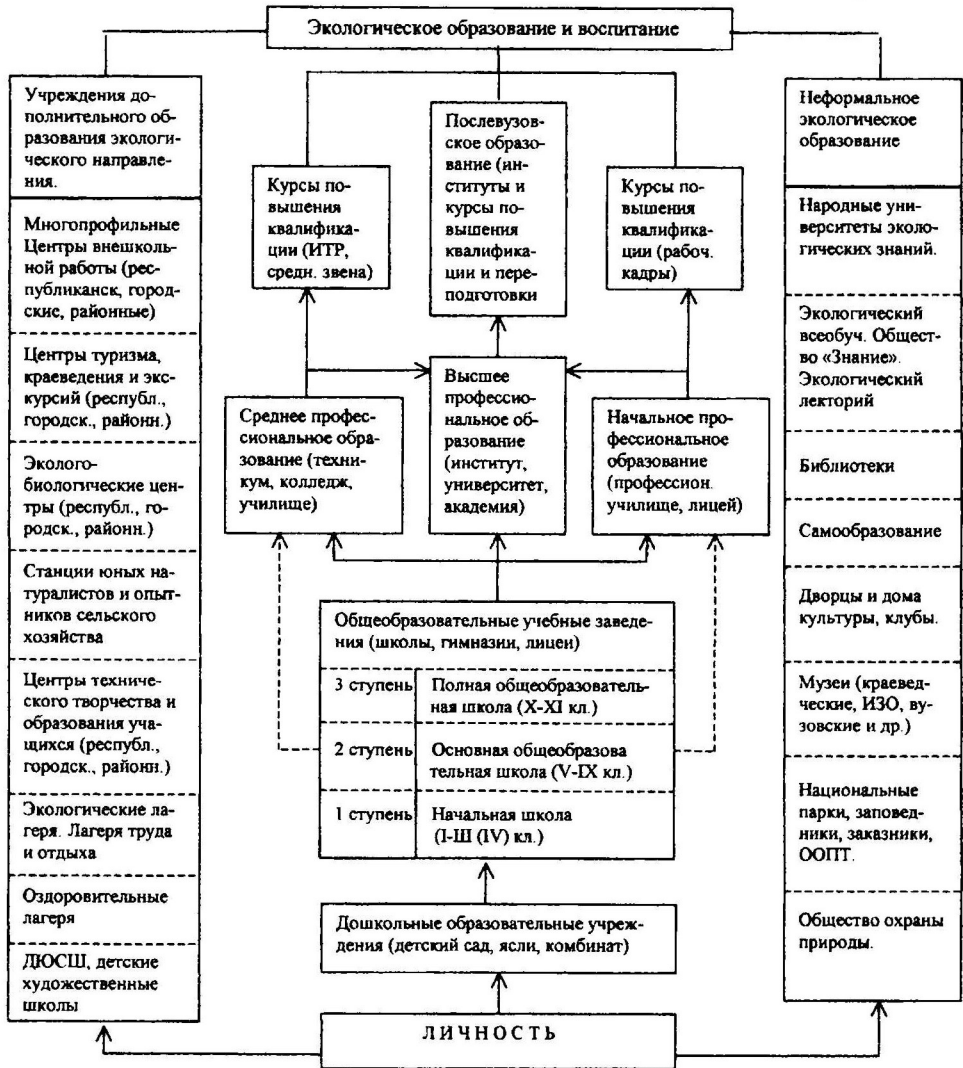 Экологическое образование и воспитание
Учреждения до-
полнительного об-
разования экологи-
ческого направле-
ния.
Многопрофильные
Центры внешколь-
ной работы (рес-
публиканск, город-
ские, районные)
Центры туризма,
краеведения и экс-
курсий (республ.,
городск., районн.)
Эколого-
биологические цен-
тры (республ., го-
родск., районн.)
Станции юных на-
туралистов и опыт-
ников сельского
хозяйства
Центры техниче-
ского творчества и
образования уча-
щихся (республ.,
городск., районн.)
Экологические ла-
геря. Лагеря труда
и отдыха
Оздоровительные
лагеря
ДЮСШ, детские
художественные
школы
Курсы по-
вышения
квалифика-
ции (ИТР,
средн. звена)
Послевузов-
ское образо-
вание (ин-
ституты и
курсы по-
вышения
квалифика-
ции и пере-
подготовки
Курсы по-
вышения
квалифика-
ции (рабоч.
кадры)
Среднее профес-
сиональное обра-
зование (техни-
кум, колледж,
училище)
Высшее
профессио-
нальное об-
разование
(институт,
университет,
академия)
Начальное про-
фессиональное
образование
(профессион.
училище, лицей)
Общеобразовательные учебные заведе-
ния (школы, гимназии, лицеи)
3 ступень
Полная общеобразователь-
ная школа (X-XI кл.)
2 ступень
Основная общеобразова
тельная школа (V-IX кл.)
1 ступень
Начальная школа
(I-Ш (IV) кл.)
Дошкольные образовательные учреж-
дения (детский сад, ясли, комбинат)
ЛИЧНОСТЬ
Неформальное
экологическое
образование
Народные уни-
верситеты эколо-
гических знаний.
Экологический
всеобуч. Общест-
во «Знание».
Экологический
лекторий
Библиотеки
Самообразование
Дворцы и дома
культуры, клубы.
Музеи (краевед-
ческие, ИЗО, ву-
зовские и др.)
Национальные
парки, заповед-
ники, заказники,
ООПТ.
Общество охраны
природы.